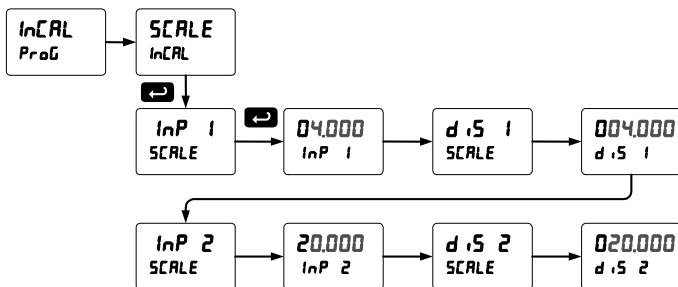 InCAL
ProG
SCALE
InCAL
InP 1
SCALE
04.000
InP 1
diS 1
SCALE
004.000
diS 1
InP 2
SCALE
20.000
InP 2
diS 2
SCALE
020.000
diS 2